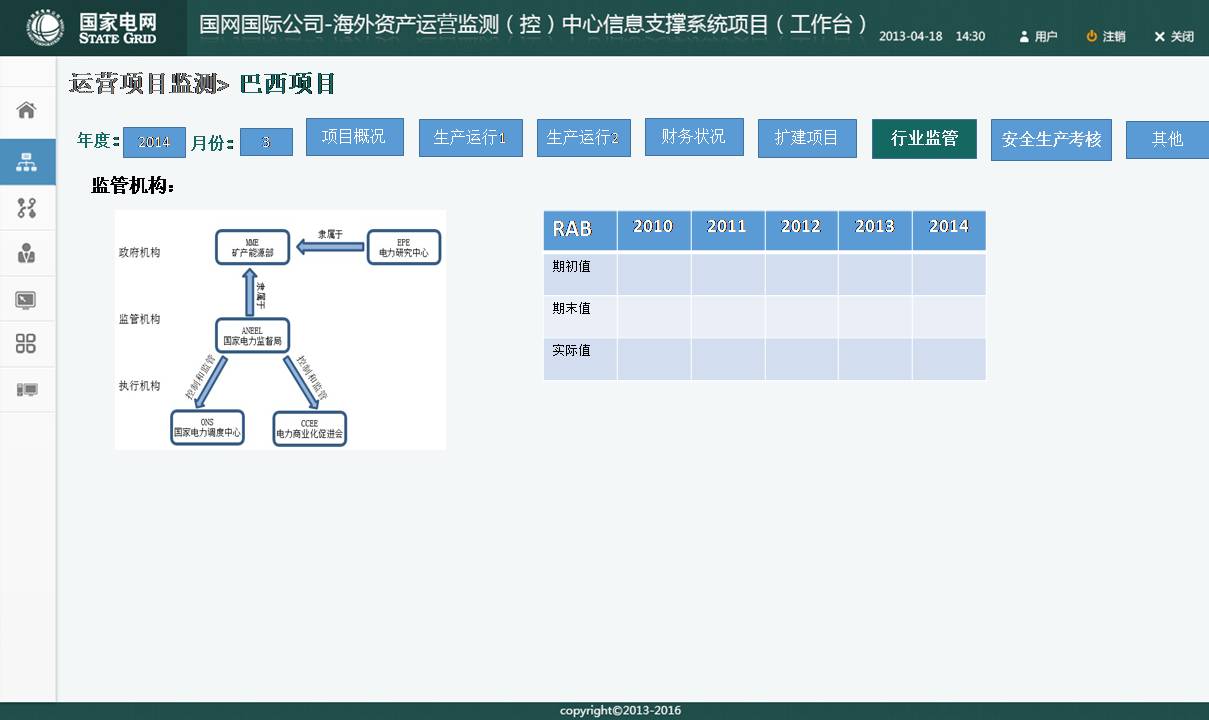 国家电网
STATE GRID
国网国际公司-海外资产运营监测（控）中心信息支撑系统项目（工作台）
2013-04-18 14:30
用户
注销
关闭
运营项目监测> 巴西项目
年度: 2014 月份: 3
项目概况
生产运行1
生产运行2
财务状况
扩建项目
行业监管
安全生产考核
其他
监管机构:
政府机构
MME
矿产能源部
隶属于
EPE
电力研究中心
隶属于
监管机构
ANEEL
国家电力监督局
控制和监管
控制和监管
执行机构
ONS
国家电力调度中心
CCEE
电力商业化促进会
RAB 2010 2011 2012 2013 2014
期初值
期末值
实际值
copyright©2013-2016